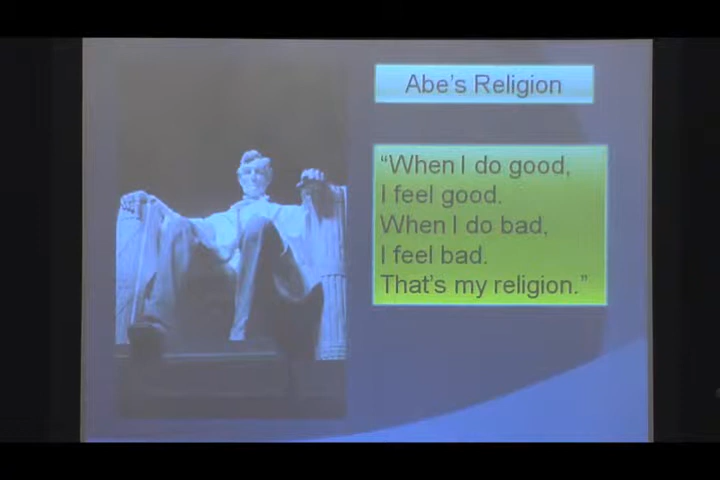 Abe's Religion
“When I do good,
I feel good.
When I do bad,
I feel bad.
That's my religion.”